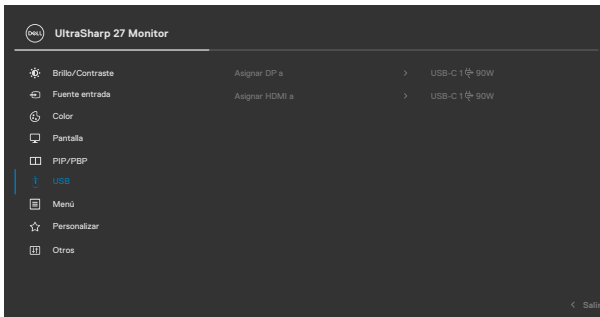 DELL UltraSharp 27 Monitor
Brillo/Contraste Asignar DP a > USB-C 1 90W
Fuente entrada Asignar HDMI a > USB-C 1 90W
Color
Pantalla
PIP/PBP
USB
Menú
Personalizar
Otros
< Salir